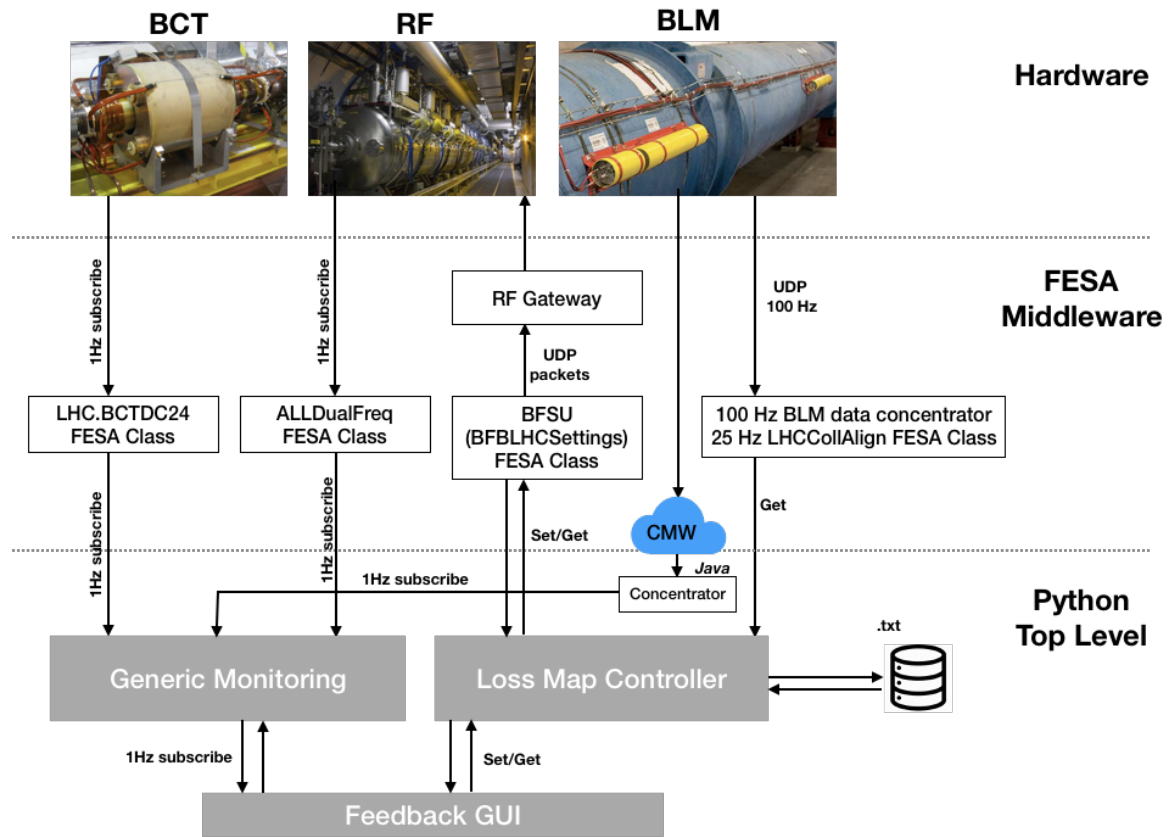 BCT
RF
BLM
Hardware
1Hz subscribe
1Hz subscribe
RF Gateway
UDP
100 Hz
FESA
Middleware
UDP
packets
LHC.BCTDC24
FESA Class
ALLDualFreq
FESA Class
BFSU
(BFBLHCSettings)
FESA Class
100 Hz BLM data concentrator
25 Hz LHCCollAlign FESA Class
1Hz subscribe
1Hz subscribe
Set/Get
CMW
Get
Java
1Hz subscribe
Concentrator
Python
Top Level
.txt
Generic Monitoring
Loss Map Controller
1Hz subscribe
Set/Get
Feedback GUI